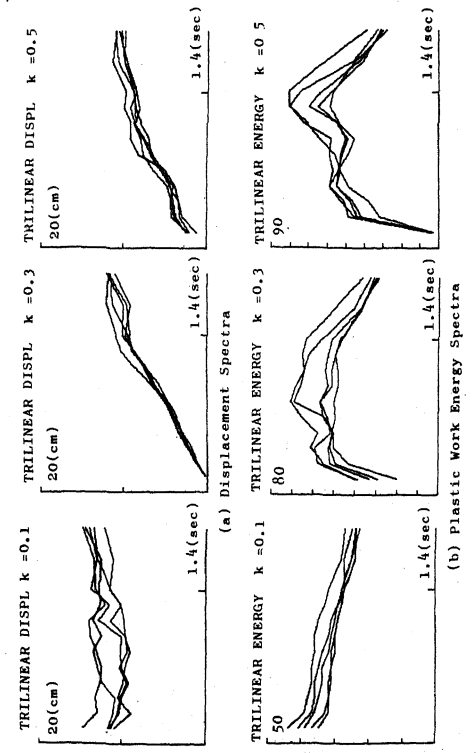 TRILINEAR DISPL k =0.1
20(cm)
1.4(sec)
TRILINEAR DISPL k =0.3
20(cm)
1.4(sec)
TRILINEAR DISPL k =0.5
20(cm)
1.4(sec)
(a) Displacement Spectra
TRILINEAR ENERGY k =0.1
50
1.4(sec)
TRILINEAR ENERGY k =0.3
80
1.4(sec)
TRILINEAR ENERGY k =0 5
90
1.4(sec)
(b) Plastic Work Energy Spectra